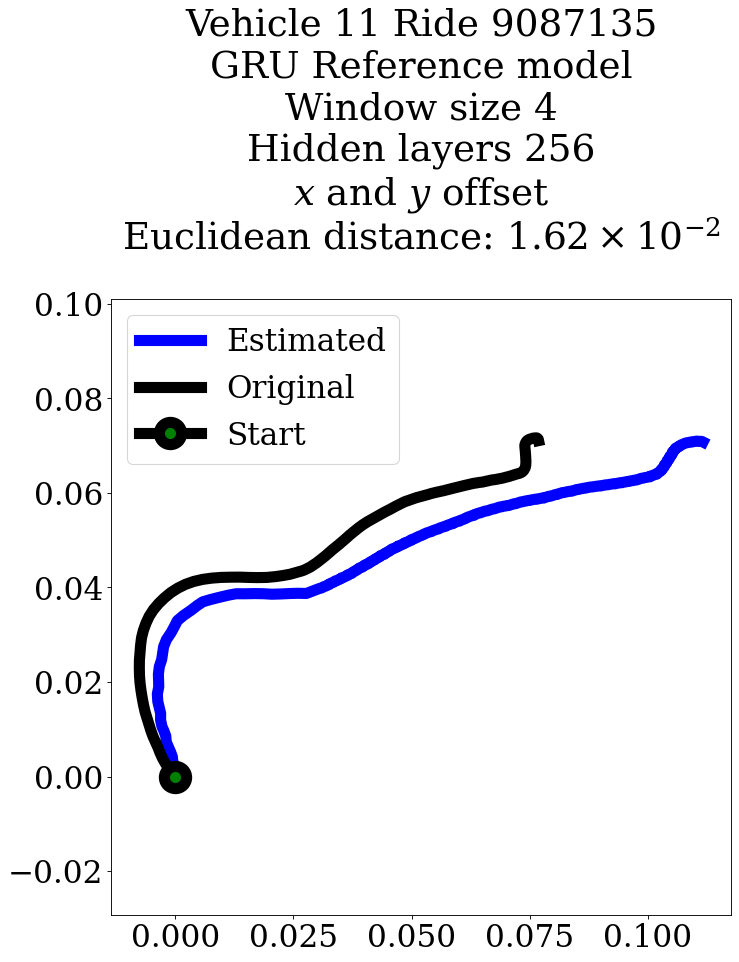 Vehicle 11 Ride 9087135
GRU Reference model
Window size 4
Hidden layers 256
x and y offset
Euclidean distance: 1.62 × 10⁻²
Estimated
Original
Start
0.10
0.08
0.06
0.04
0.02
0.00
−0.02
0.000 0.025 0.050 0.075 0.100